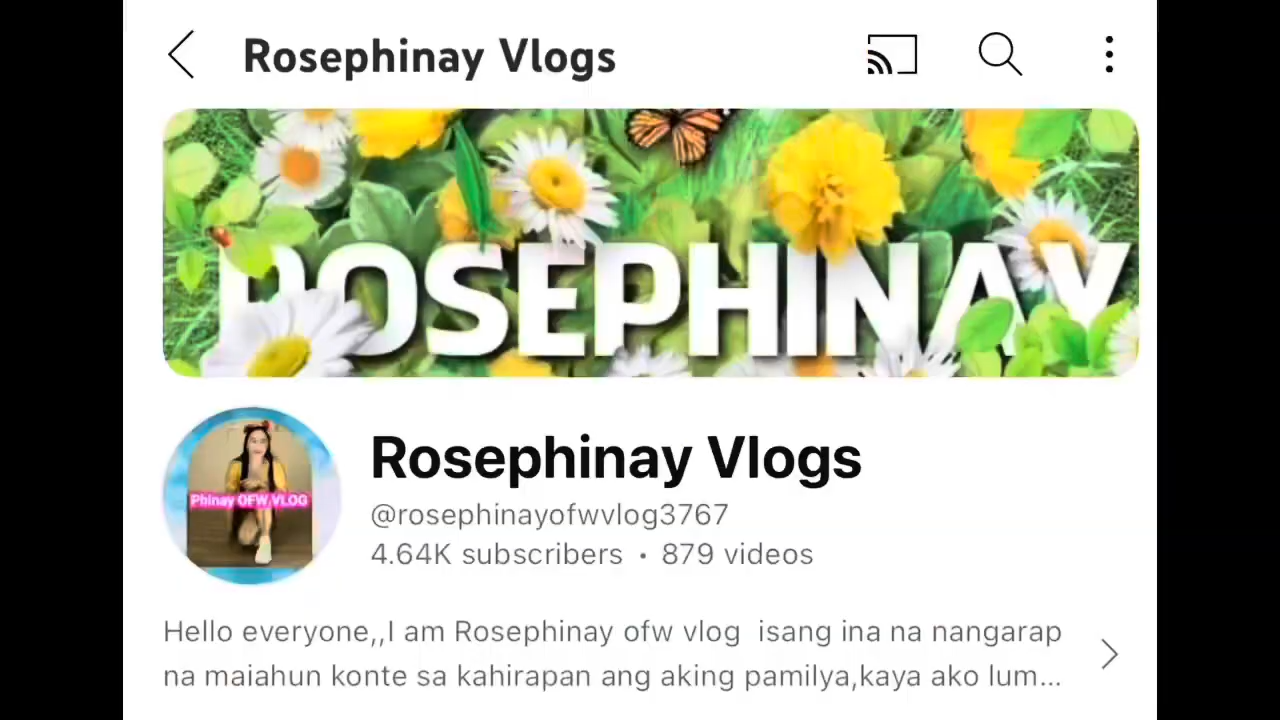 Rosephinay Vlogs
ROSEPHINAY
Phinay OFW,VLOG
Rosephinay Vlogs
@rosephinayofwvlog3767
4.64K subscribers • 879 videos
Hello everyone,,I am Rosephinay ofw vlog isang ina na nangarap
na maiahun konte sa kahirapan ang aking pamilya,kaya ako lum...